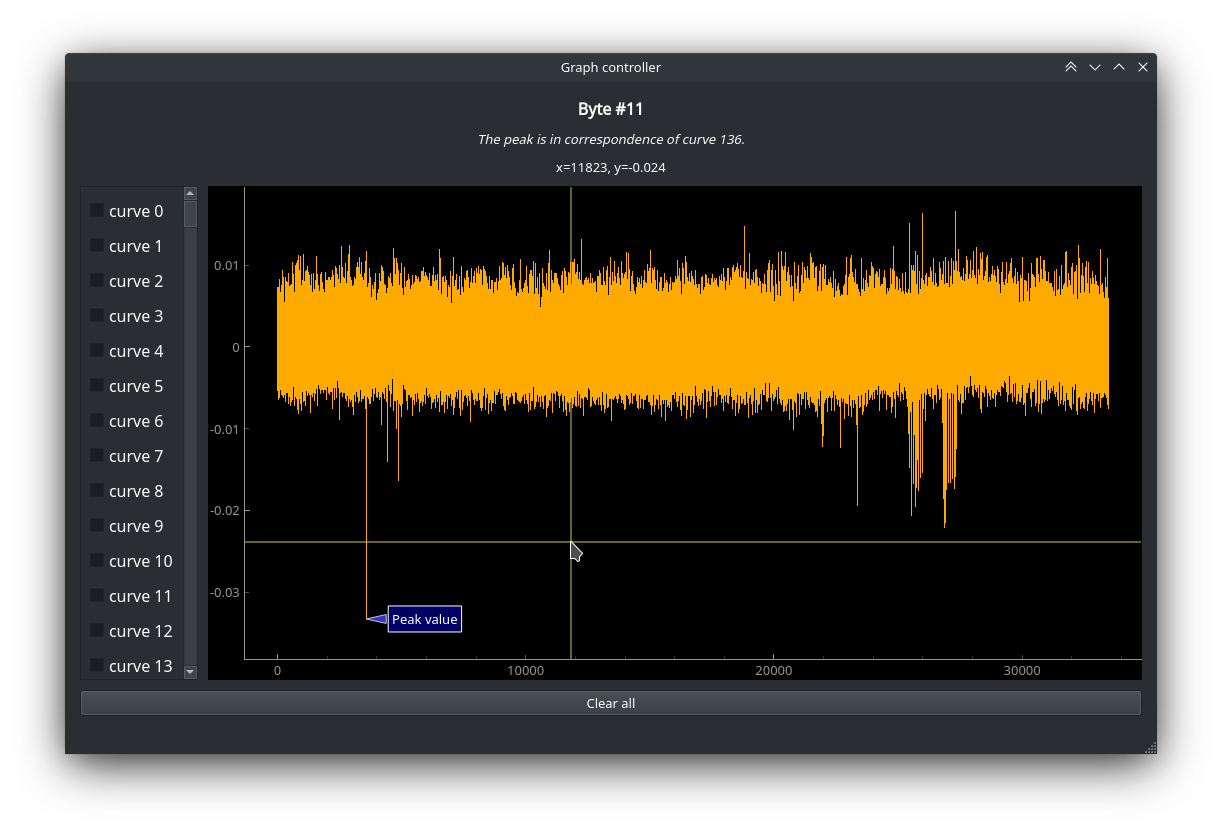 Graph controller
Byte #11
The peak is in correspondence of curve 136.
x=11823, y=-0.024
curve 0
curve 1
curve 2
curve 3
curve 4
curve 5
curve 6
curve 7
curve 8
curve 9
curve 10
curve 11
curve 12
curve 13
0.01
0
-0.01
-0.02
-0.03
Peak value
0 10000 20000 30000
Clear all